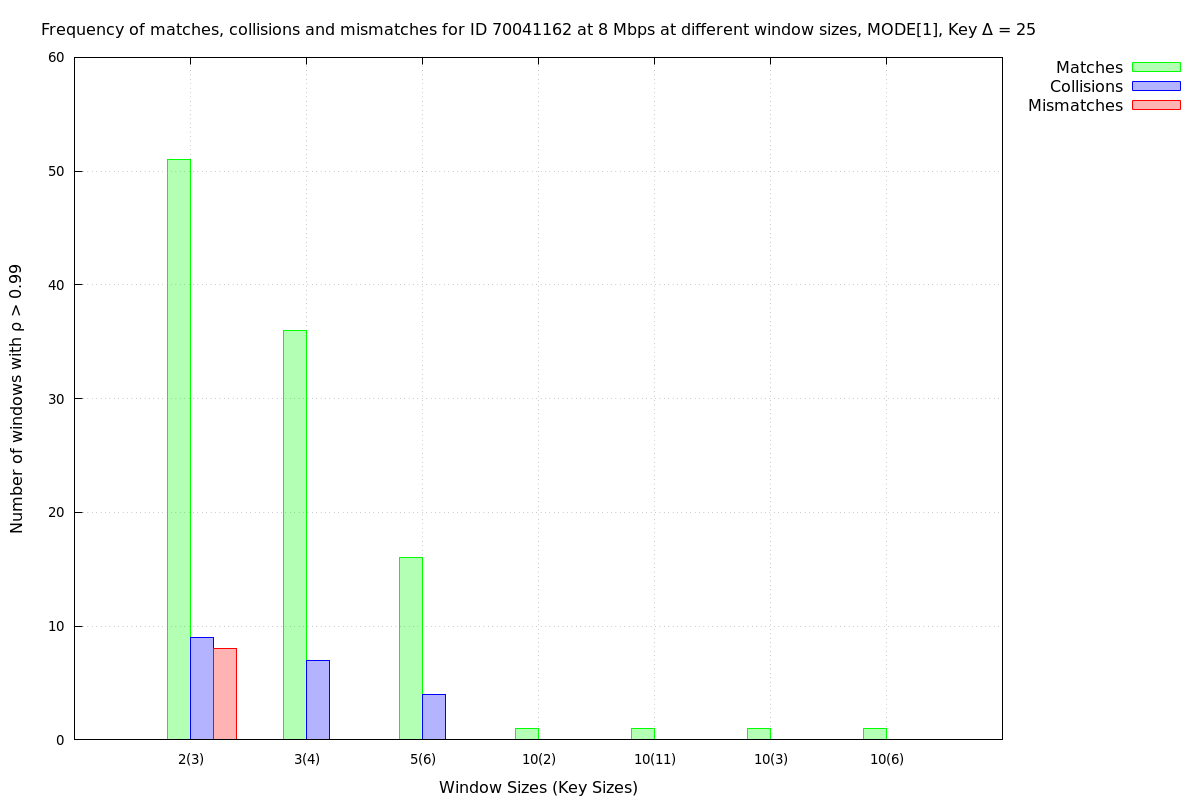 Frequency of matches, collisions and mismatches for ID 70041162 at 8 Mbps at different window sizes, MODE[1], Key Δ = 25
Matches
Collisions
Mismatches
Number of windows with ρ > 0.99
60
50
40
30
20
10
0
2(3) 3(4) 5(6) 10(2) 10(11) 10(3) 10(6)
Window Sizes (Key Sizes)